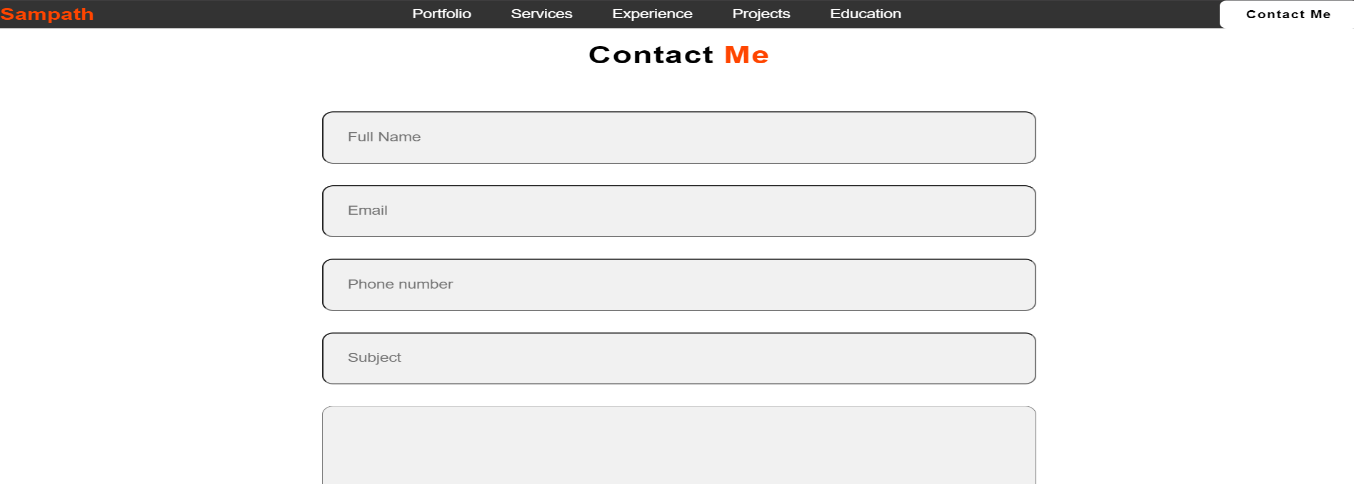 Sampath Portfolio Services Experience Projects Education Contact Me
Contact Me
Full Name
Email
Phone number
Subject